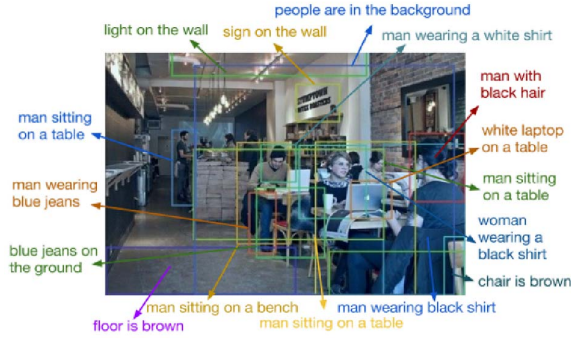 people are in the background
light on the wall
sign on the wall
man wearing a white shirt
man with
black hair
man sitting
on a table
white laptop
on a table
man wearing
blue jeans
man sitting
on a table
blue jeans on
the ground
woman
wearing a
black shirt
chair is brown
man sitting on a bench
man wearing black shirt
floor is brown
man sitting on a table
STUMPTOWN
COFFEE ROASTERS